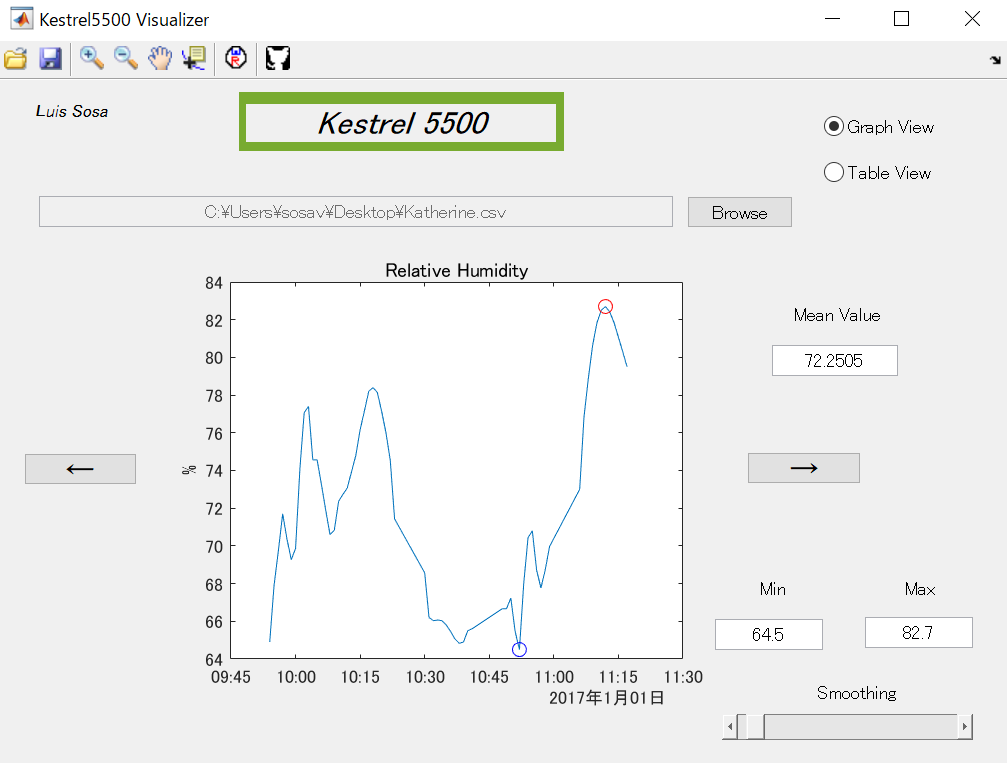 Kestrel5500 Visualizer
Luis Sosa
Kestrel 5500
Graph View
Table View
C:¥Users¥sosav¥Desktop¥Katherine.csv
Browse
Relative Humidity
84
82
80
78
76
74
72
70
68
66
64
%
09:45 10:00 10:15 10:30 10:45 11:00 11:15 11:30
2017年1月01日
←
→
Mean Value
72.2505
Min
Max
64.5
82.7
Smoothing